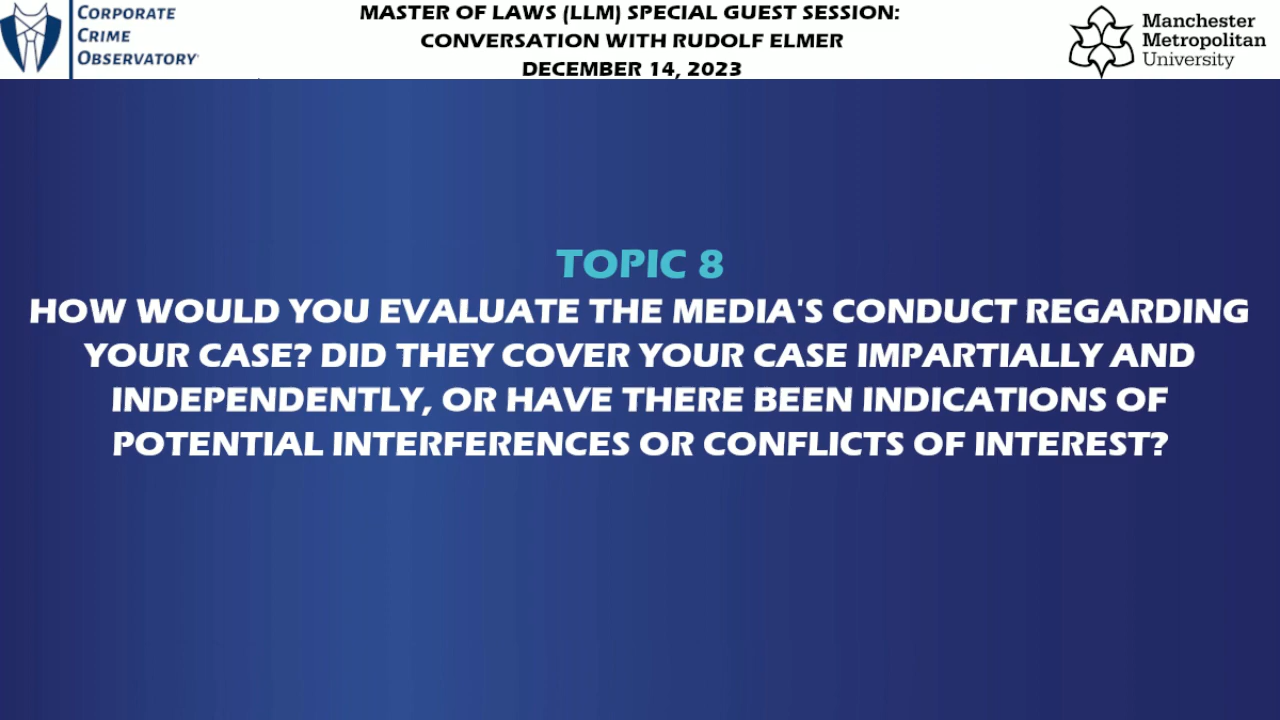 CORPORATE
CRIME
OBSERVATORY
MASTER OF LAWS (LLM) SPECIAL GUEST SESSION:
CONVERSATION WITH RUDOLF ELMER
DECEMBER 14, 2023
Manchester
Metropolitan
University
TOPIC 8
HOW WOULD YOU EVALUATE THE MEDIA'S CONDUCT REGARDING
YOUR CASE? DID THEY COVER YOUR CASE IMPARTIALLY AND
INDEPENDENTLY, OR HAVE THERE BEEN INDICATIONS OF
POTENTIAL INTERFERENCES OR CONFLICTS OF INTEREST?